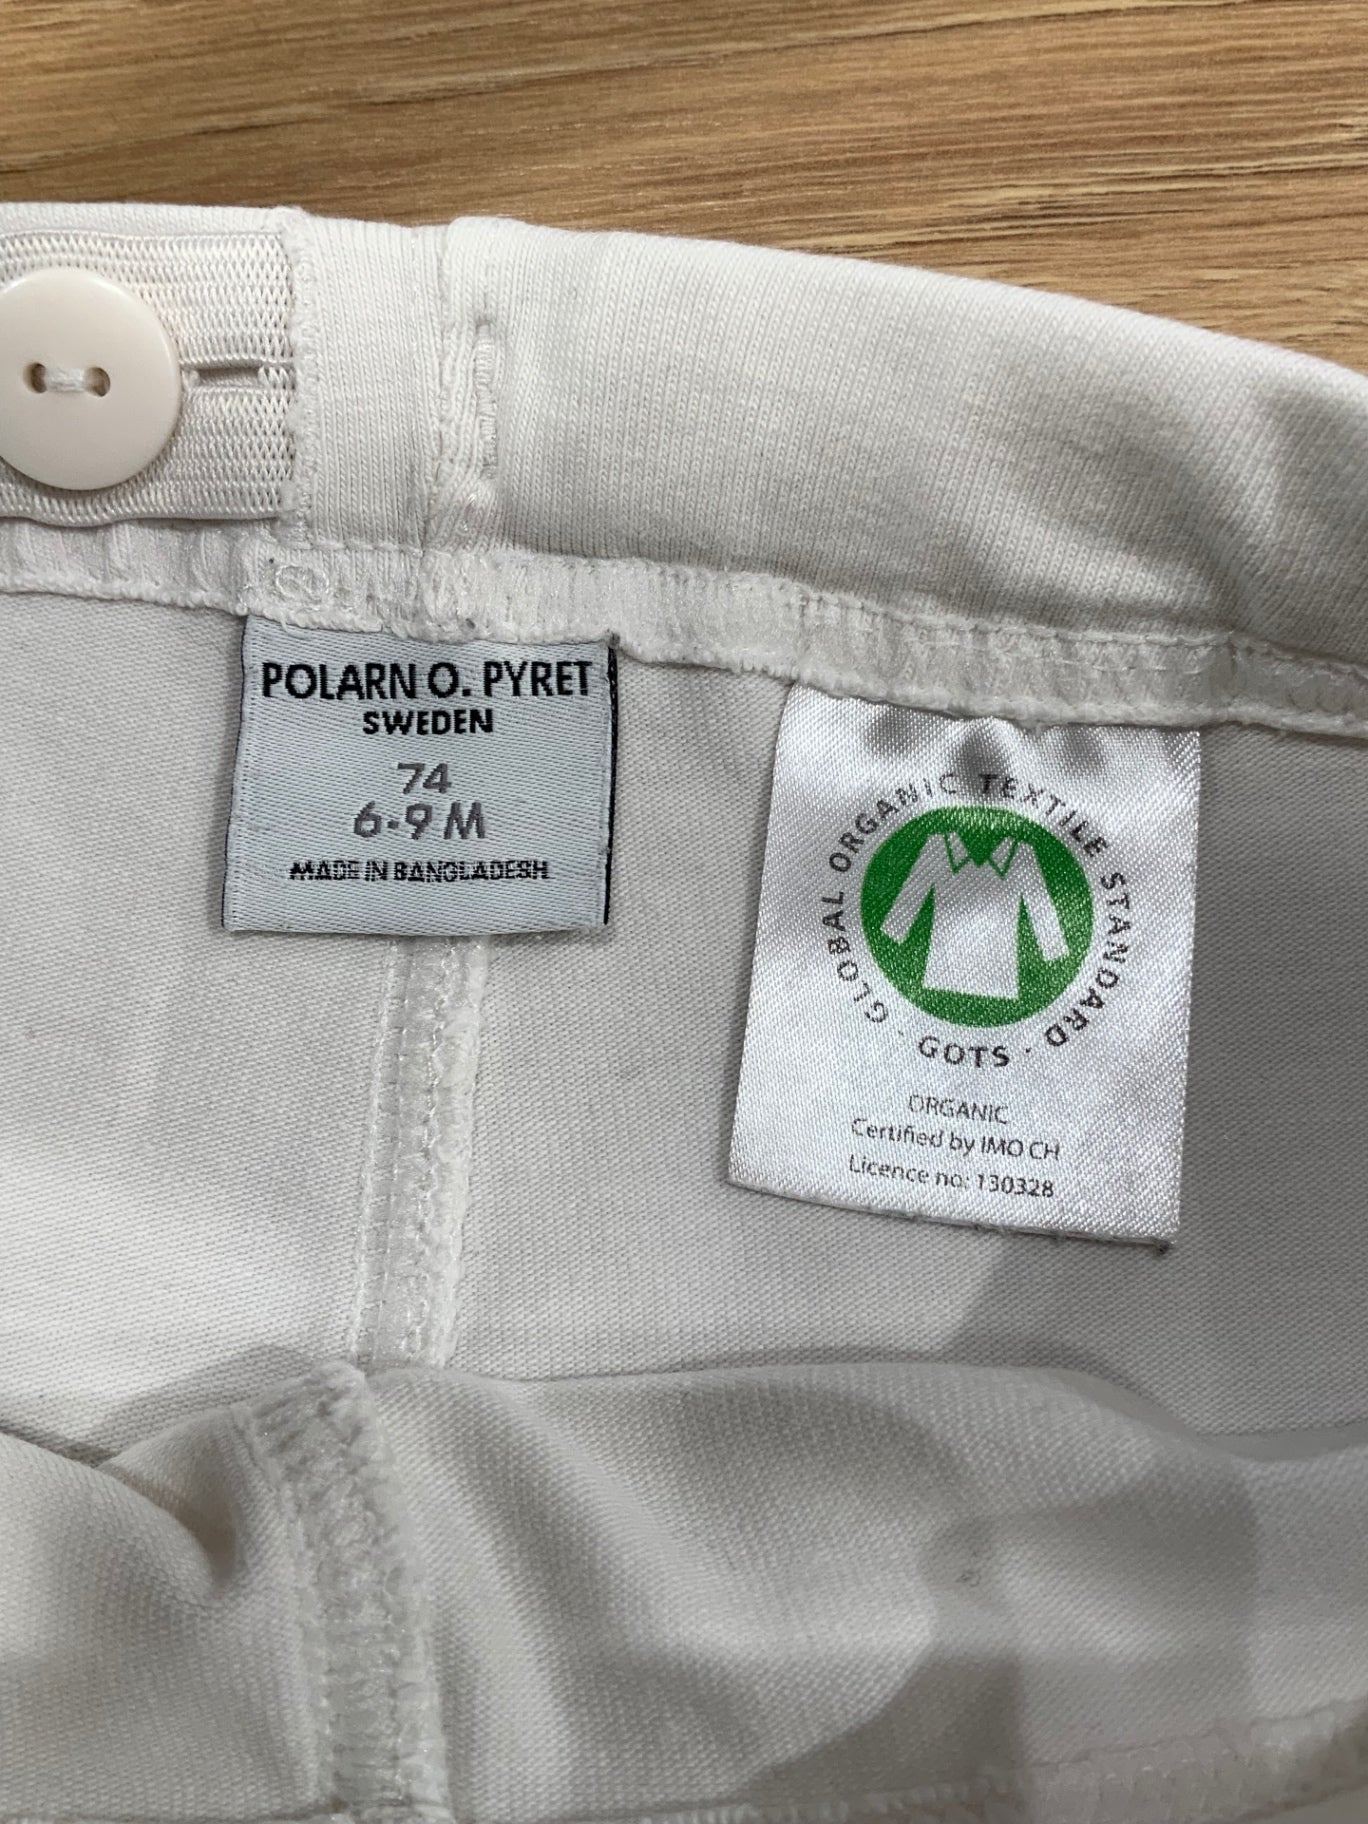 POLARN O. PYRET
SWEDEN
74
6-9 M
MADE IN BANGLADESH
GLOBAL ORGANIC TEXTILE STANDARD · GOTS ·
ORGANIC
Certified by IMO CH
Licence no: 130328